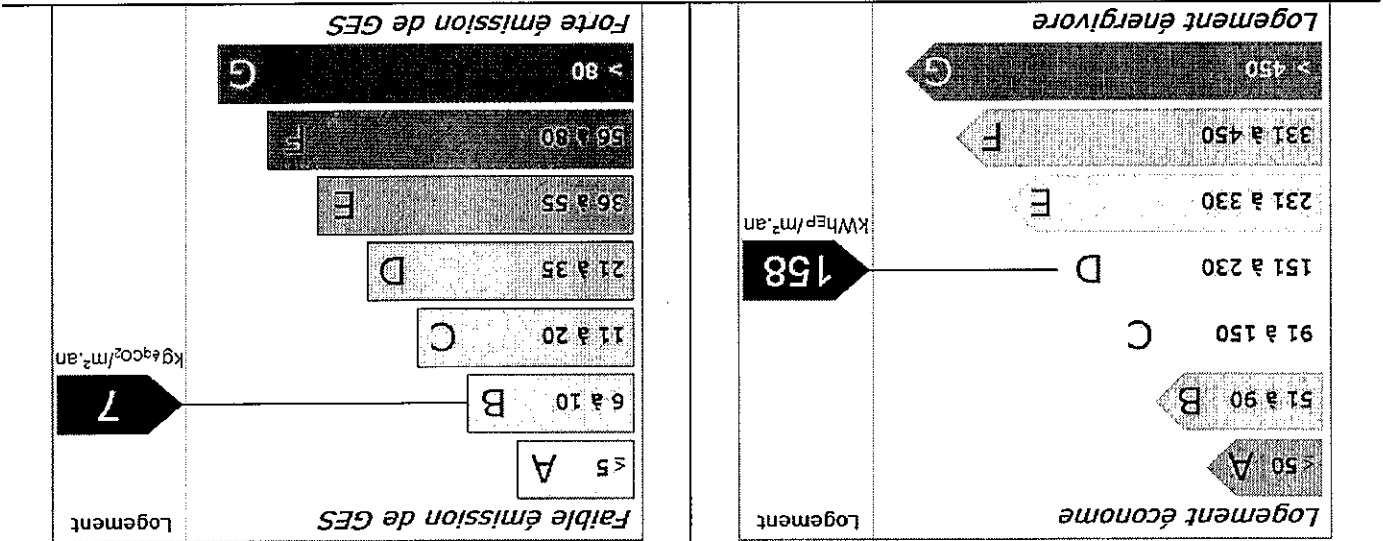 Logement économe
Logement
≤ 50 A
51 à 90 B
91 à 150 C
151 à 230 D
158
kWhEP/m².an
231 à 330 E
331 à 450 F
> 450 G
Logement énergivore
Faible émission de GES
Logement
≤ 5 A
6 à 10 B
7
kgéqCO₂/m².an
11 à 20 C
21 à 35 D
36 à 55 E
56 à 80 F
> 80 G
Forte émission de GES